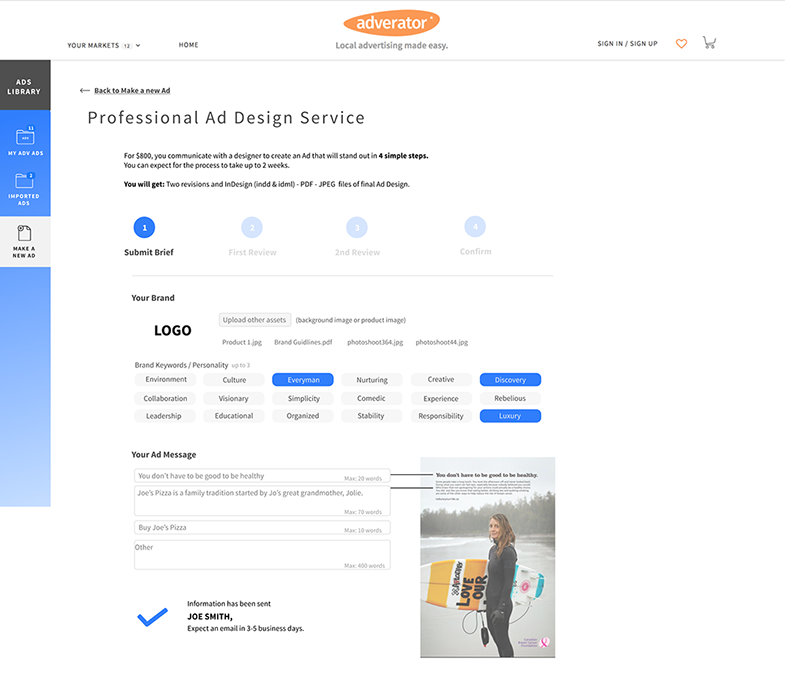 adverator
Local advertising made easy.
YOUR MARKETS 12
HOME
SIGN IN / SIGN UP
ADS
LIBRARY
11
MY ADV ADS
2
IMPORTED
ADS
MAKE A
NEW AD
Back to Make a new Ad
Professional Ad Design Service
For $800, you communicate with a designer to create an Ad that will stand out in 4 simple steps.
You can expect for the process to take up to 2 weeks.
You will get: Two revisions and InDesign (indd & idml) - PDF - JPEG files of final Ad Design.
1 2 3 4
Submit Brief First Review 2nd Review Confirm
Your Brand
LOGO
Upload other assets (background image or product image)
Product 1.jpg Brand Guidlines.pdf photoshoot364.jpg photoshoot44.jpg
Brand Keywords / Personality up to 3
Environment Culture Everyman Nurturing Creative Discovery
Collaboration Visionary Simplicity Comedic Experience Rebelious
Leadership Educational Organized Stability Responsibility Luxury
Your Ad Message
You don't have to be good to be healthy
Max: 20 words
Joe's Pizza is a family tradition started by Jo's great grandmother, Jolie.
Max: 70 words
Buy Joe's Pizza
Max: 10 words
Other
Max: 400 words
You don't have to be good to be healthy.
LOVE
OUR
Information has been sent
JOE SMITH,
Expect an email in 3-5 business days.